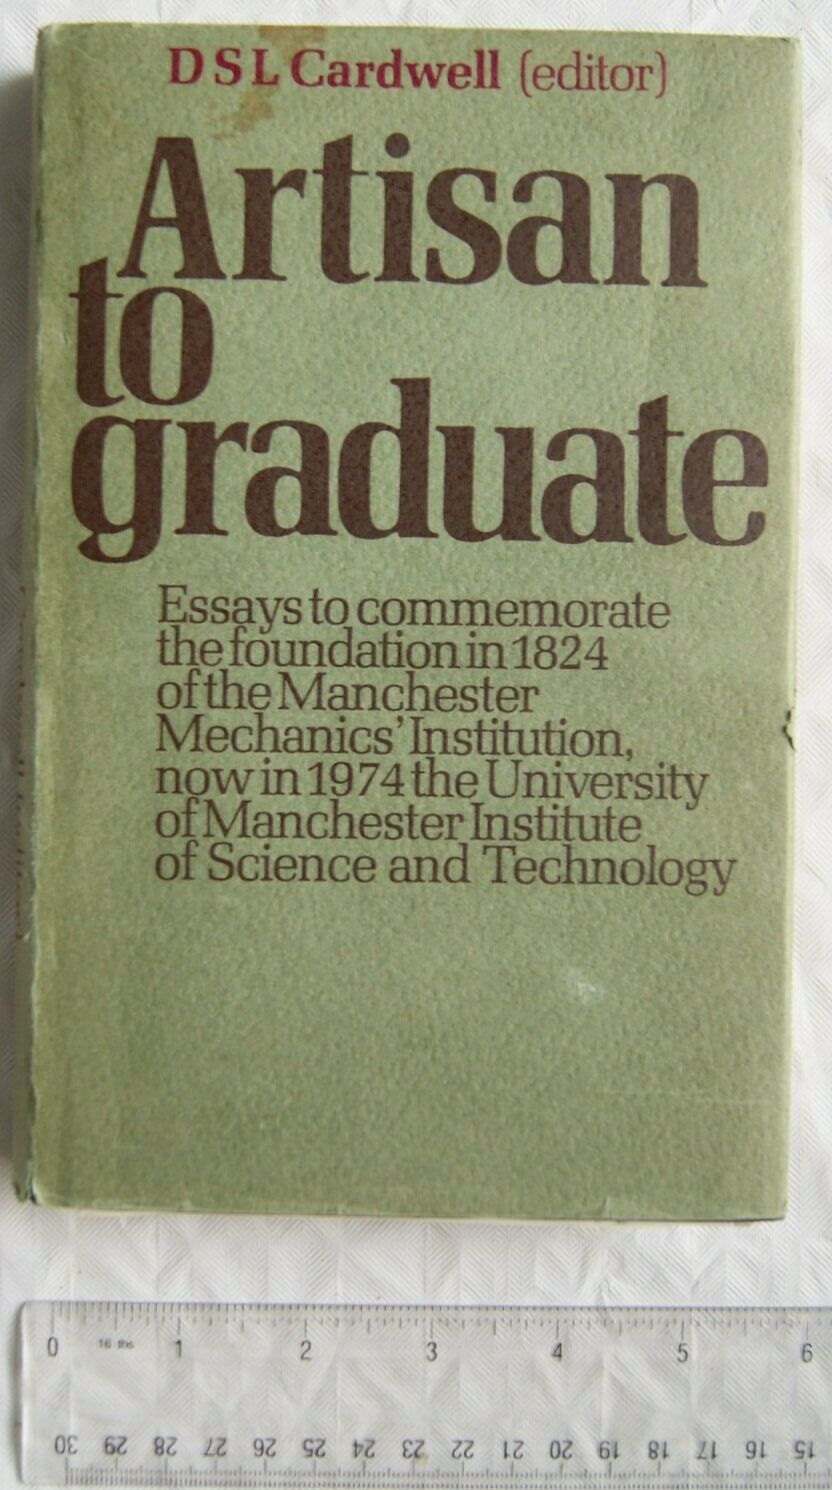 D S L Cardwell (editor)
Artisan
to
graduate
Essays to commemorate
the foundation in 1824
of the Manchester
Mechanics' Institution,
now in 1974 the University
of Manchester Institute
of Science and Technology
0 16 ths 1 2 3 4 5 6
30 29 28 27 26 25 24 23 22 21 20 19 18 17 16 15